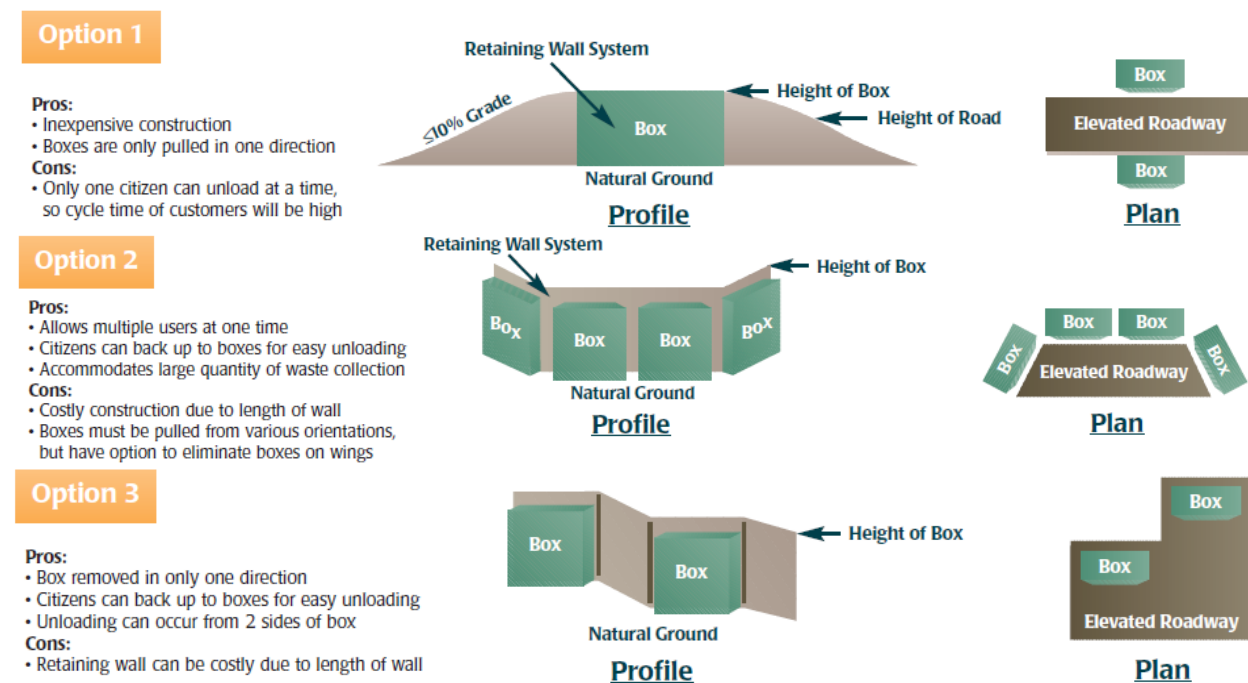 Option 1
Pros:
• Inexpensive construction
• Boxes are only pulled in one direction
Cons:
• Only one citizen can unload at a time,
so cycle time of customers will be high
Retaining Wall System
≤10% Grade
Box
Height of Box
Height of Road
Natural Ground
Profile
Box
Elevated Roadway
Box
Plan
Option 2
Pros:
• Allows multiple users at one time
• Citizens can back up to boxes for easy unloading
• Accommodates large quantity of waste collection
Cons:
• Costly construction due to length of wall
• Boxes must be pulled from various orientations,
but have option to eliminate boxes on wings
Retaining Wall System
Height of Box
Box
Box
Box
Box
Natural Ground
Profile
Box
Box
Box
Box
Elevated Roadway
Plan
Option 3
Pros:
• Box removed in only one direction
• Citizens can back up to boxes for easy unloading
• Unloading can occur from 2 sides of box
Cons:
• Retaining wall can be costly due to length of wall
Box
Box
Height of Box
Natural Ground
Profile
Box
Box
Elevated Roadway
Plan